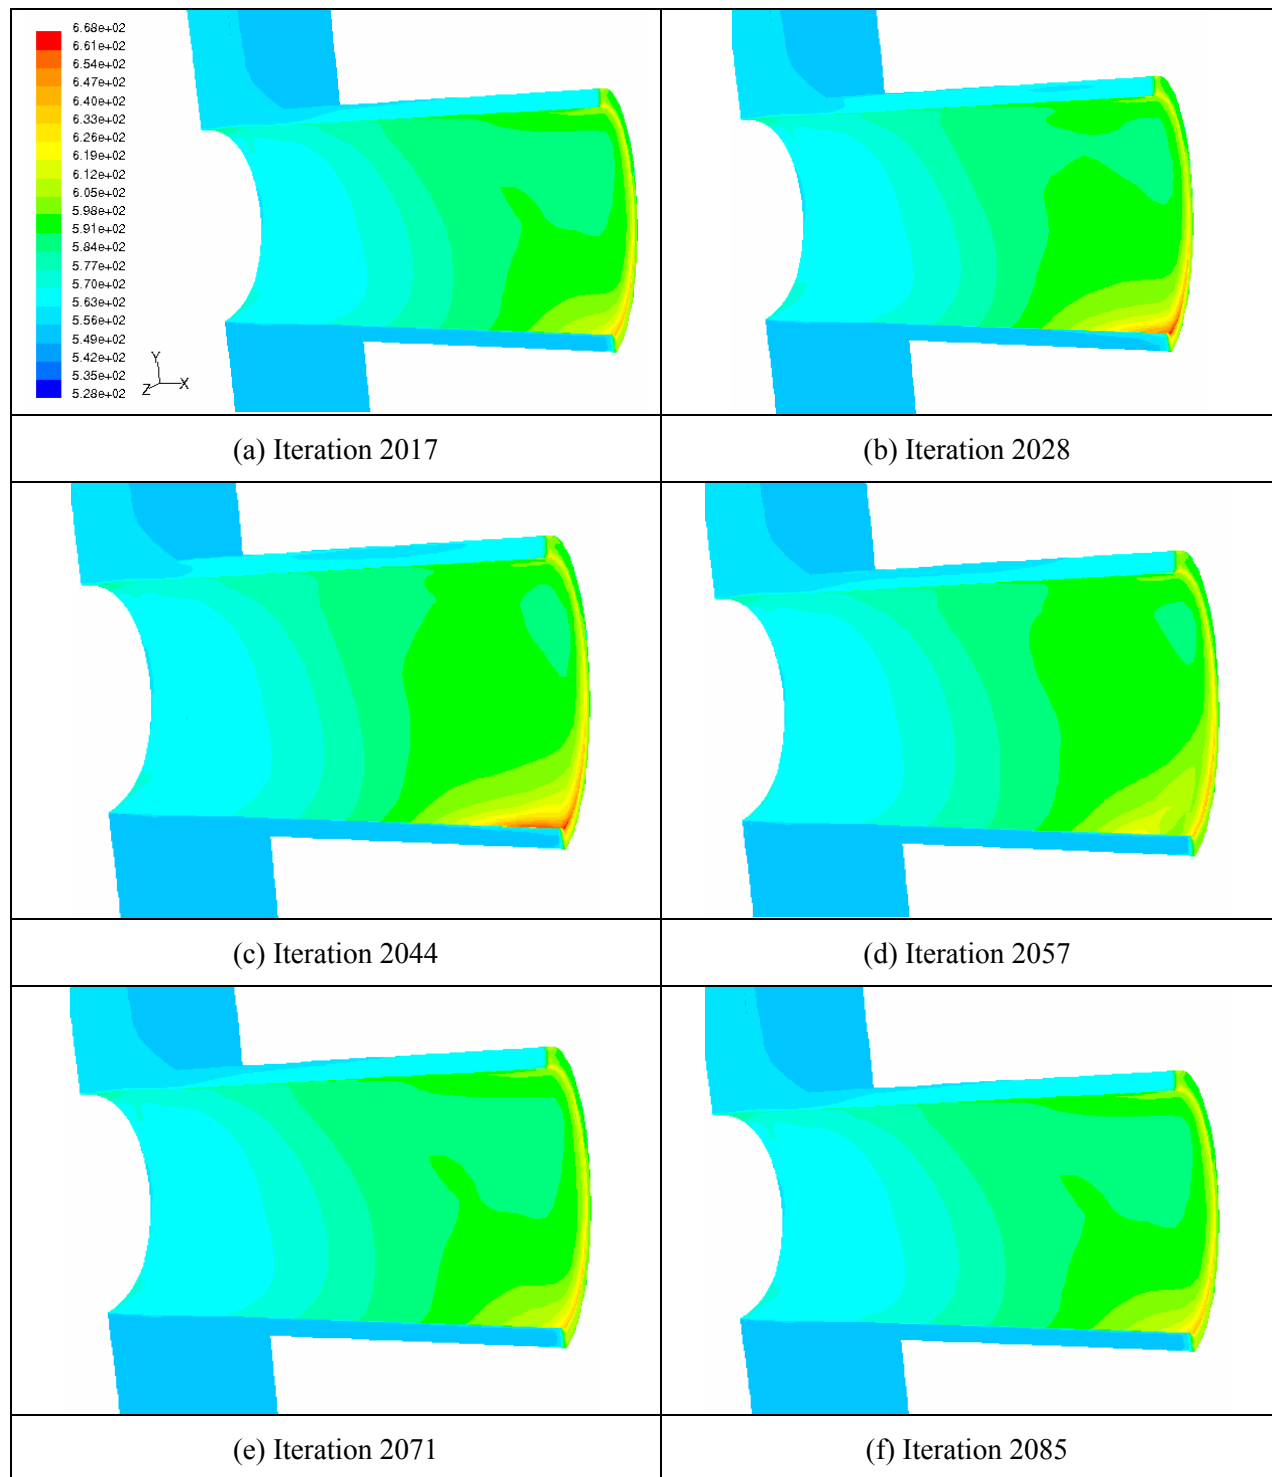 6.68e+02
6.61e+02
6.54e+02
6.47e+02
6.40e+02
6.33e+02
6.26e+02
6.19e+02
6.12e+02
6.05e+02
5.98e+02
5.91e+02
5.84e+02
5.77e+02
5.70e+02
5.63e+02
5.56e+02
5.49e+02
5.42e+02
5.35e+02
5.28e+02
Y
Z X
(a) Iteration 2017
(b) Iteration 2028
(c) Iteration 2044
(d) Iteration 2057
(e) Iteration 2071
(f) Iteration 2085